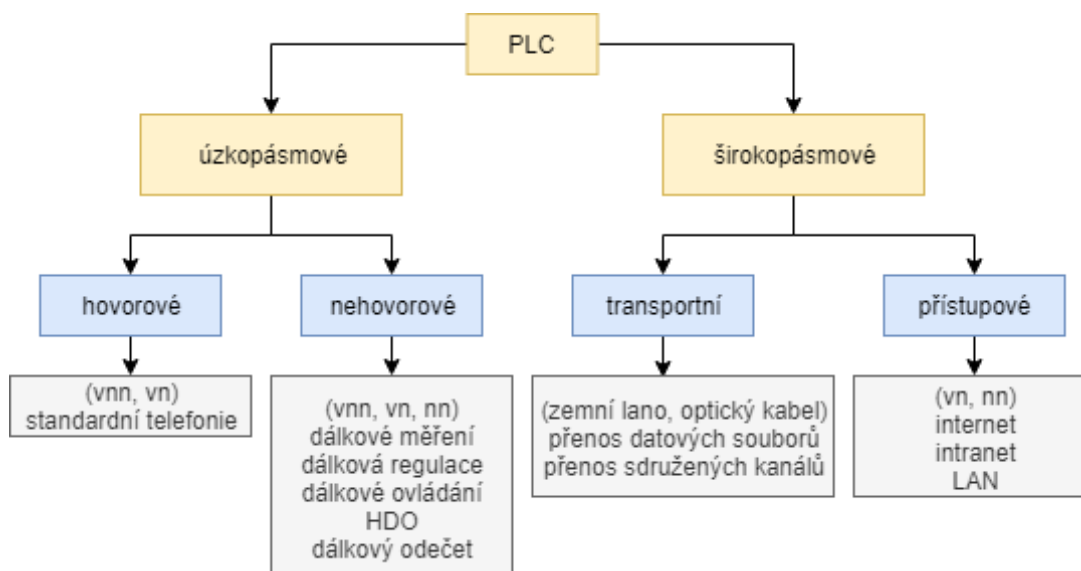 PLC
úzkopásmové
širokopásmové
hovorové
nehovorové
transportní
přístupové
(vnn, vn)
standardní telefonie
(vnn, vn, nn)
dálkové měření
dálková regulace
dálkové ovládání
HDO
dálkový odečet
(zemní lano, optický kabel)
přenos datových souborů
přenos sdružených kanálů
(vn, nn)
internet
intranet
LAN